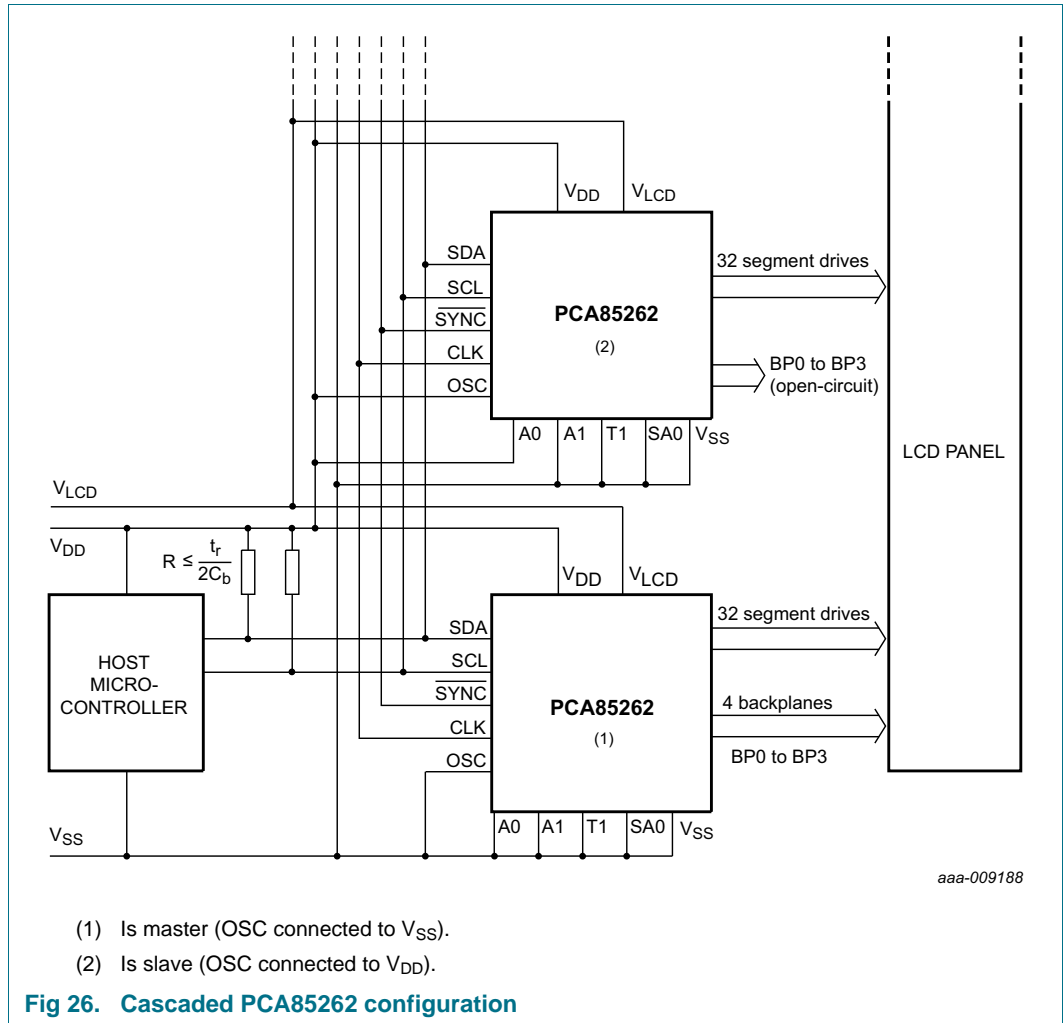 VDD
VLCD
SDA
SCL
SYNC
CLK
OSC
PCA85262
(2)
32 segment drives
BP0 to BP3
(open-circuit)
A0
A1
T1
SA0
VSS
LCD PANEL
VLCD
VDD
R ≤ tr
2Cb
VDD
VLCD
HOST
MICRO-
CONTROLLER
SDA
SCL
SYNC
CLK
OSC
PCA85262
(1)
32 segment drives
4 backplanes
BP0 to BP3
VSS
A0
A1
T1
SA0
VSS
aaa-009188
(1) Is master (OSC connected to VSS).
(2) Is slave (OSC connected to VDD).
Fig 26. Cascaded PCA85262 configuration